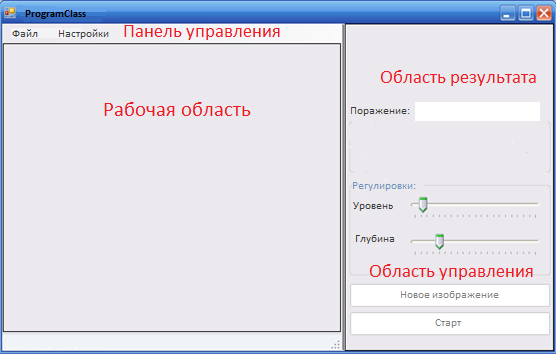 ProgramClass
Файл Настройки Панель управления
Рабочая область
Область результата
Поражение:
Регулировки:
Уровень
Глубина
Область управления
Новое изображение
Старт